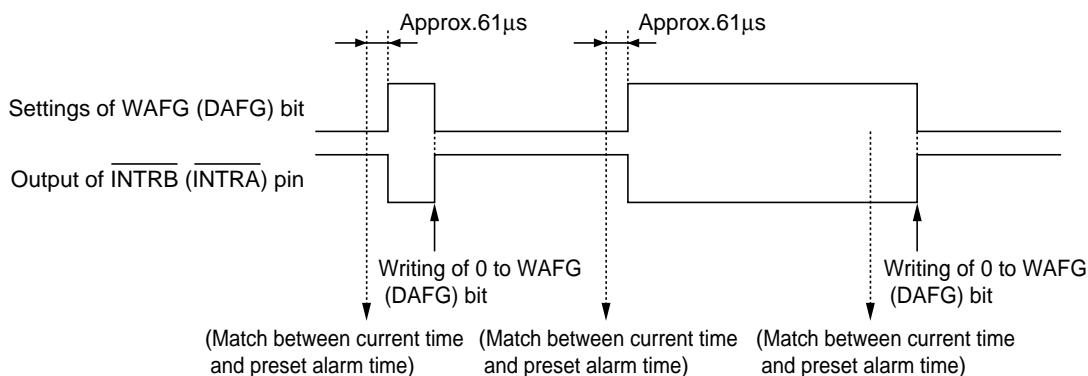 Approx.61μs Approx.61μs
Settings of WAFG (DAFG) bit
Output of INTRB (INTRA) pin
Writing of 0 to WAFG
(DAFG) bit
Writing of 0 to WAFG
(DAFG) bit
(Match between current time
and preset alarm time)
(Match between current time
and preset alarm time)
(Match between current time
and preset alarm time)